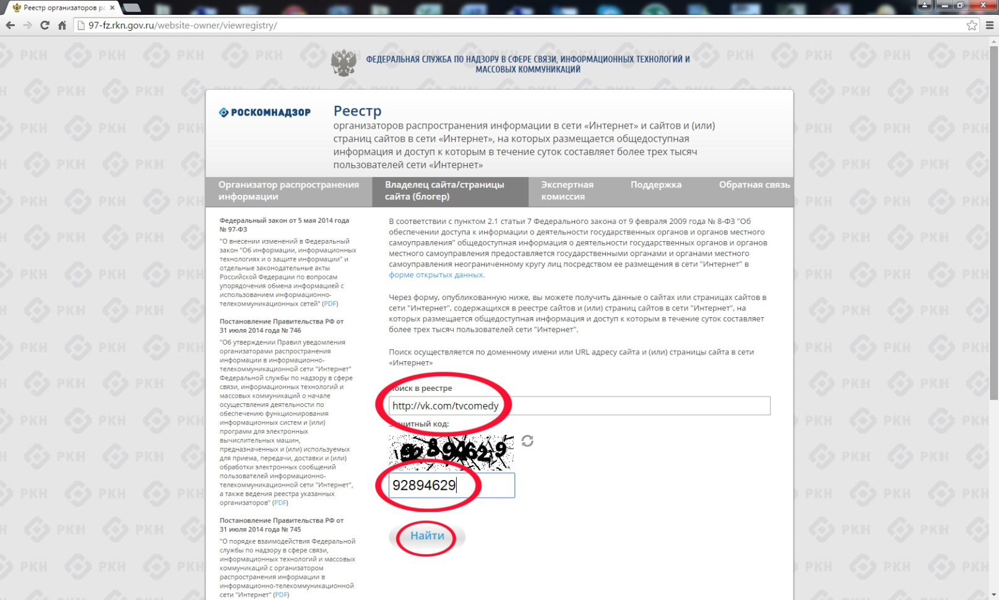 Реестр организаторов ра
97-fz.rkn.gov.ru/website-owner/viewregistry/
ФЕДЕРАЛЬНАЯ СЛУЖБА ПО НАДЗОРУ В СФЕРЕ СВЯЗИ, ИНФОРМАЦИОННЫХ ТЕХНОЛОГИЙ И
МАССОВЫХ КОММУНИКАЦИЙ
РКН
РОСКОМНАДЗОР
Реестр
организаторов распространения информации в сети «Интернет» и сайтов и (или)
страниц сайтов в сети «Интернет», на которых размещается общедоступная
информация и доступ к которым в течение суток составляет более трех тысяч
пользователей сети «Интернет»
Организатор распространения
информации
Владелец сайта/страницы
сайта (блогер)
Экспертная
комиссия
Поддержка
Обратная связь
Федеральный закон от 5 мая 2014 года
№ 97-ФЗ
"О внесении изменений в Федеральный
закон "Об информации, информационных
технологиях и о защите информации" и
отдельные законодательные акты
Российской Федерации по вопросам
упорядочения обмена информацией с
использованием информационно-
телекоммуникационных сетей" (PDF)
Постановление Правительства РФ от
31 июля 2014 года № 746
"Об утверждении Правил уведомления
организаторами распространения
информации в информационно-
телекоммуникационной сети "Интернет"
Федеральной службы по надзору в сфере
связи, информационных технологий и
массовых коммуникаций о начале
осуществления деятельности по
обеспечению функционирования
информационных систем и (или)
программ для электронных
вычислительных машин,
предназначенных и (или) используемых
для приема, передачи, доставки и (или)
обработки электронных сообщений
пользователей информационно-
телекоммуникационной сети "Интернет",
а также ведения реестра указанных
организаторов" (PDF)
Постановление Правительства РФ от
31 июля 2014 года № 745
"О порядке взаимодействия Федеральной
службы по надзору в сфере связи,
информационных технологий и массовых
коммуникаций с организатором
распространения информации в
информационно-телекоммуникационной
сети "Интернет" (PDF)
В соответствии с пунктом 2.1 статьи 7 Федерального закона от 9 февраля 2009 года № 8-ФЗ "Об
обеспечении доступа к информации о деятельности государственных органов и органов местного
самоуправления" общедоступная информация о деятельности государственных органов и органов
местного самоуправления предоставляется государственными органами и органами местного
самоуправления неограниченному кругу лиц посредством ее размещения в сети "Интернет" в
форме открытых данных.
Через форму, опубликованную ниже, вы можете получить данные о сайтах или страницах сайтов в
сети "Интернет", содержащихся в реестре сайтов и (или) страниц сайтов в сети "Интернет", на
которых размещается общедоступная информация и доступ к которым в течение суток составляет
более трех тысяч пользователей сети "Интернет".
Поиск осуществляется по доменному имени или URL адресу сайта и (или) страницы сайта в сети
«Интернет»
Поиск в реестре
http://vk.com/tvcomedy
Защитный код:
92894629
92894629
Найти